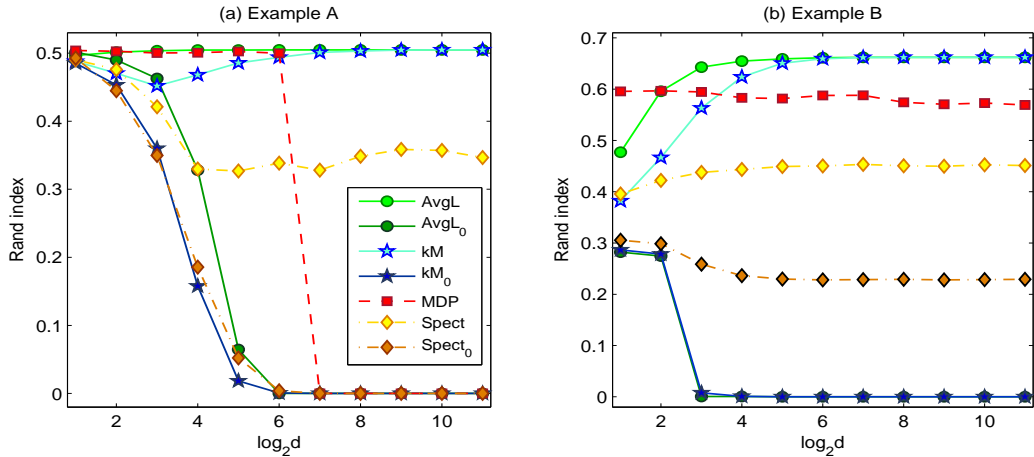 (a) Example A
Rand index
0.5
0.4
0.3
0.2
0.1
0
2
4
6
8
10
log2d
AvgL
AvgL0
kM
kM0
MDP
Spect
Spect0
(b) Example B
Rand index
0.7
0.6
0.5
0.4
0.3
0.2
0.1
0
2
4
6
8
10
log2d